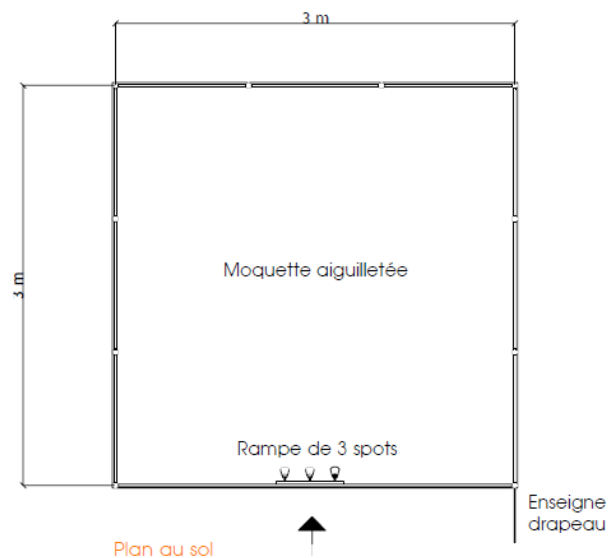 3 m
3 m
Moquette aiguilletée
Rampe de 3 spots
Enseigne
drapeau
Plan au sol